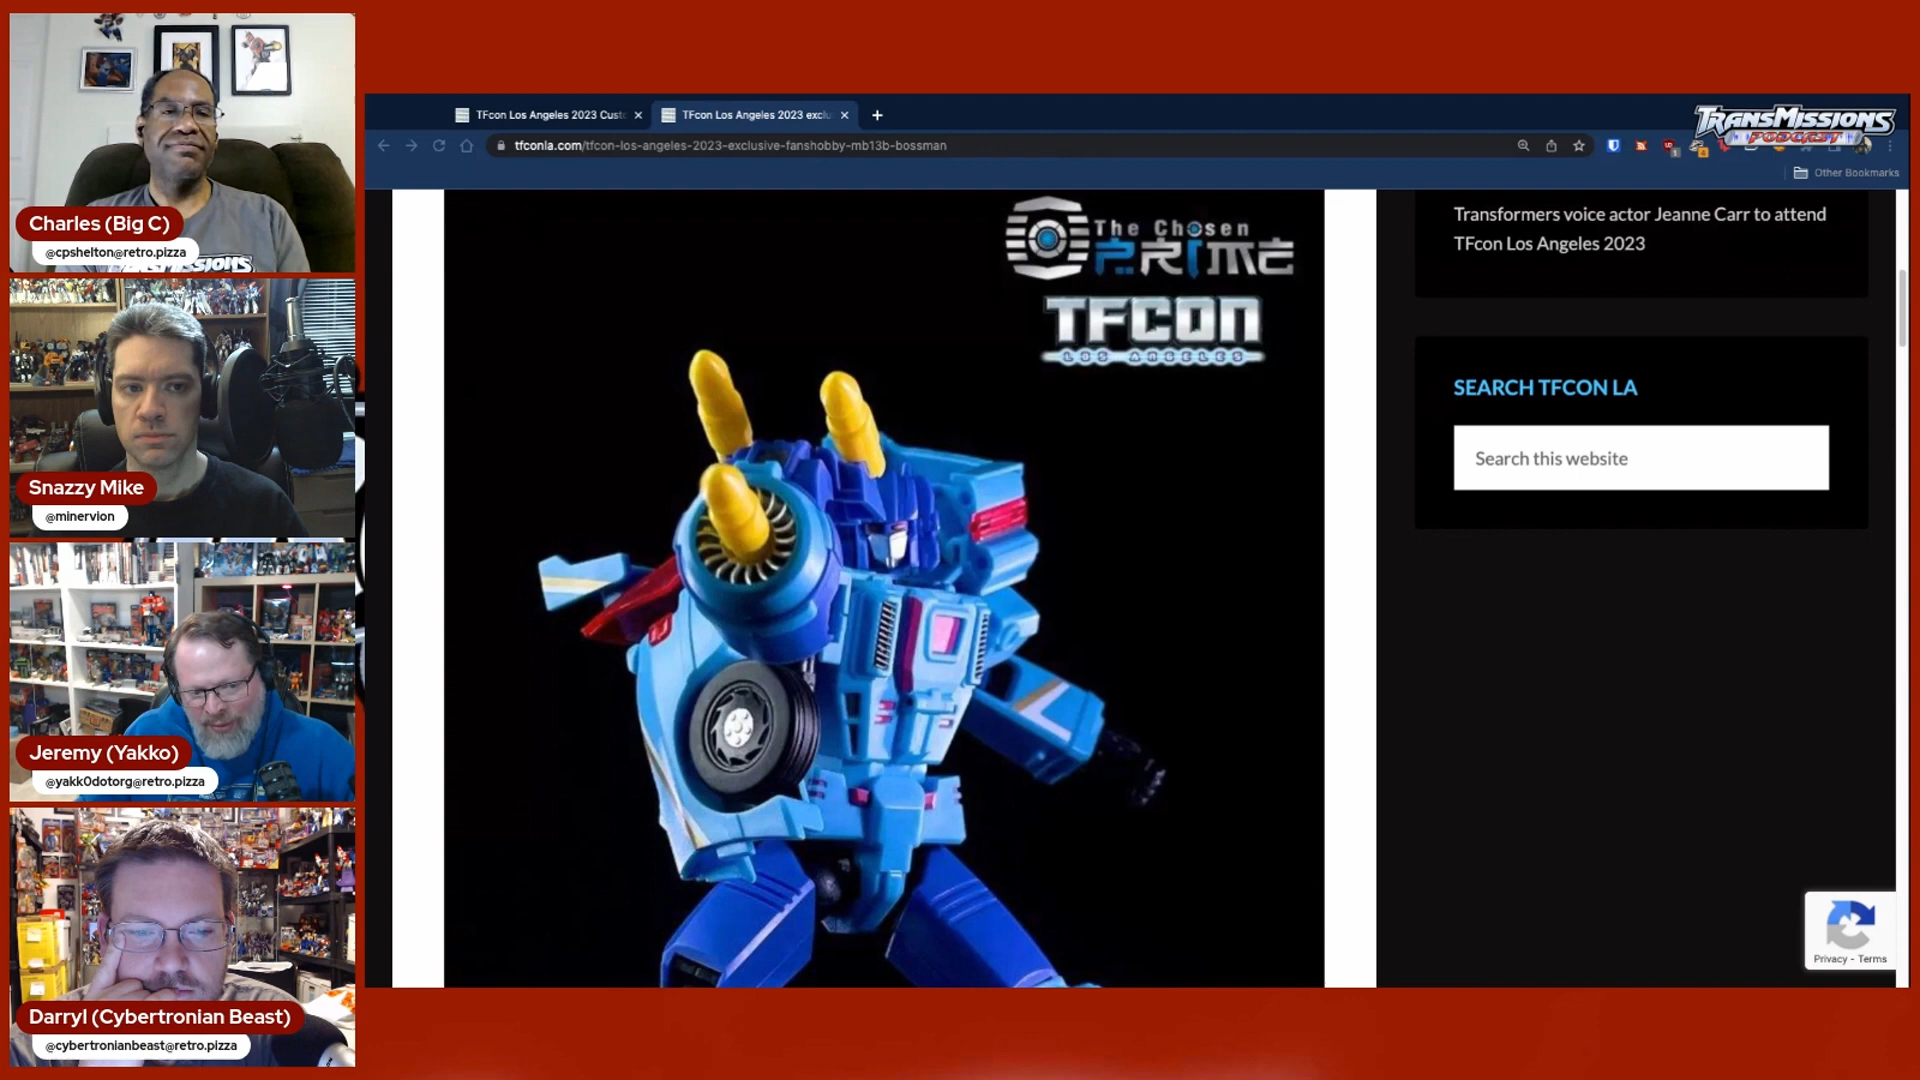 Charles (Big C)
@cpshelton@retro.pizza
Snazzy Mike
@minervion
Jeremy (Yakko)
@yakk0dotorg@retro.pizza
Darryl (Cybertronian Beast)
@cybertronianbeast@retro.pizza
TFcon Los Angeles 2023 Cust
TFcon Los Angeles 2023 exclu
tfconla.com/tfcon-los-angeles-2023-exclusive-fanshobby-mb13b-bossman
TRANSMISSIONS
PODCAST
Other Bookmarks
The Chosen
PRIME
TFCON
LOS ANGELES
Transformers voice actor Jeanne Carr to attend
TFcon Los Angeles 2023
SEARCH TFCON LA
Search this website
Privacy - Terms